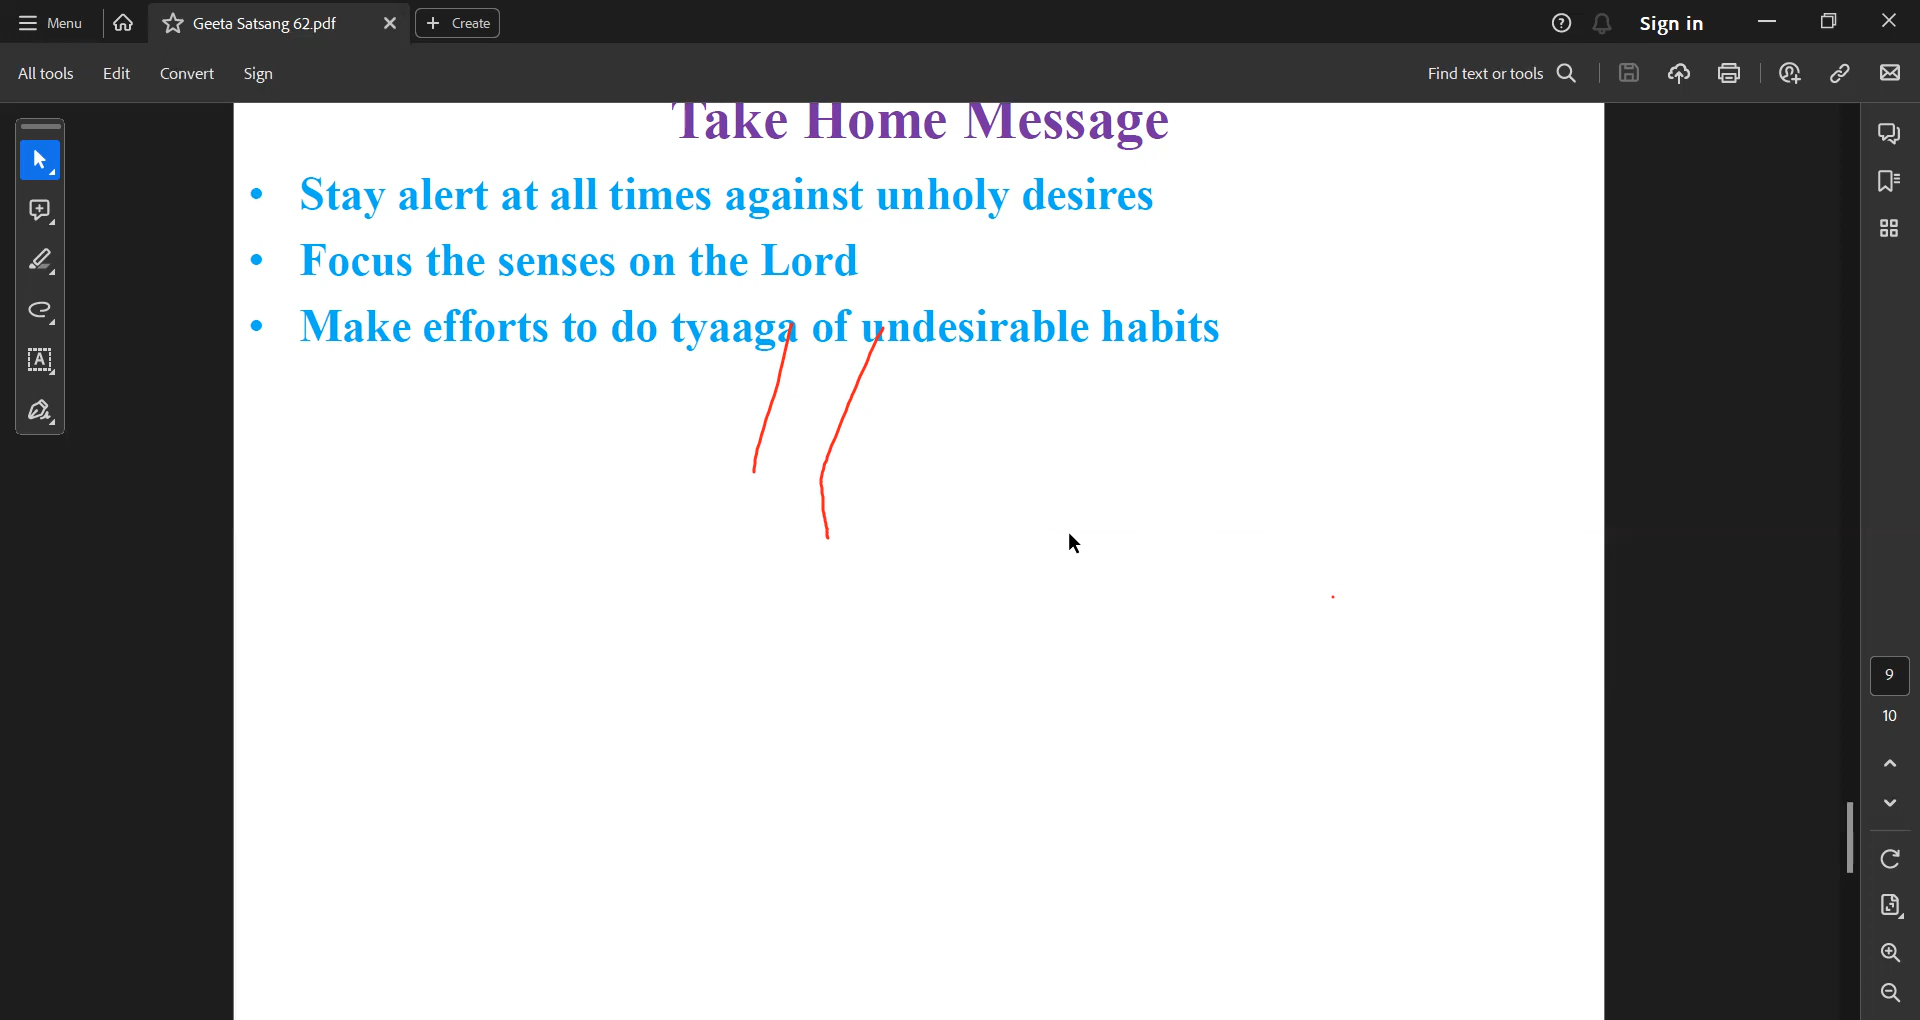 Menu
Geeta Satsang 62.pdf
Create
Sign in
All tools
Edit
Convert
Sign
Find text or tools
Take Home Message
• Stay alert at all times against unholy desires
• Focus the senses on the Lord
• Make efforts to do tyaaga of undesirable habits
9
10